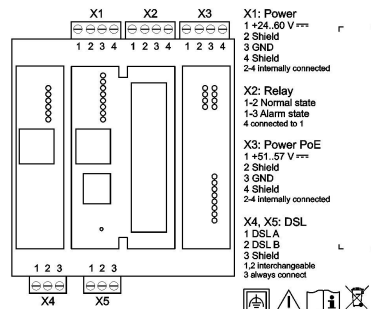 X1 X2 X3
1 2 3 4 1 2 3 4 1 2 3 4
1 2 3 1 2 3
X4 X5
X1: Power
1 +24..60 V ⎓
2 Shield
3 GND
4 Shield
2-4 internally connected
X2: Relay
1-2 Normal state
1-3 Alarm state
4 connected to 1
X3: Power PoE
1 +51..57 V ⎓
2 Shield
3 GND
4 Shield
2-4 internally connected
X4, X5: DSL
1 DSL A
2 DSL B
3 Shield
1,2 interchangeable
3 always connect